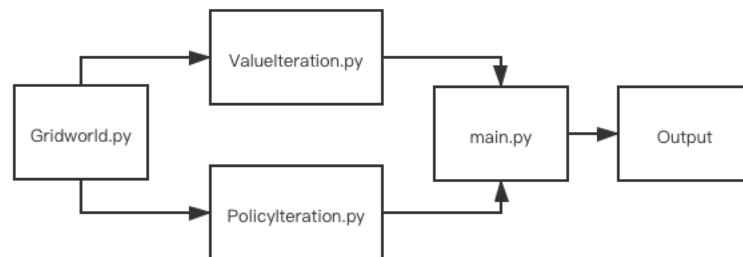 ValueIteration.py
Gridworld.py
main.py
Output
PolicyIteration.py